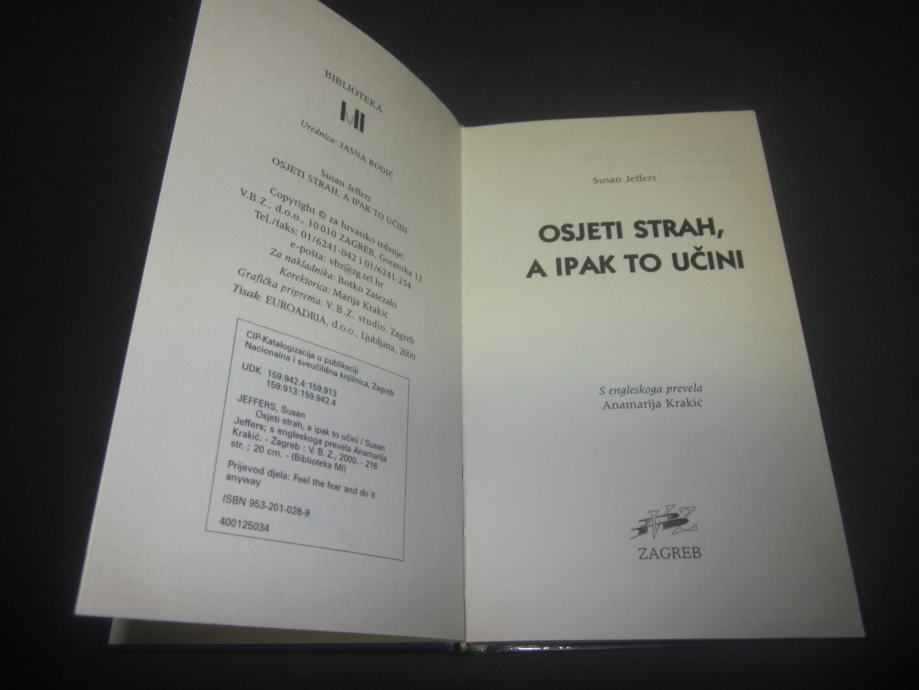 BIBLIOTEKA
MI
Urednica: JASNA RODIĆ
Susan Jeffers
OSJETI STRAH, A IPAK TO UČINI
Copyright © za hrvatsko izdanje:
V.B.Z., d.o.o., 10 010 ZAGREB, Goranska 12
Tel./faks: 01/6241-042 i 01/6241-254
e-pošta: vbz@sg.tel.hr
Za nakladnika: Boško Zatezalo
Korektorica: Marija Krakić
Grafička priprema: V.B.Z. studio, Zagreb
Tisak: EUROADRIA, d.o.o., Ljubljana, 2000
CIP-Katalogizacija u publikaciji
Nacionalna i sveučilišna knjižnica, Zagreb
UDK 159.942.4:159.913
159.913:159.942.4
JEFFERS, Susan
Osjeti strah, a ipak to učini / Susan
Jeffers; s engleskoga prevela Anamarija
Krakić. - Zagreb : V. B. Z., 2000. - 216
str. ; 20 cm. - (Biblioteka MI)
Prijevod djela: Feel the fear and do it
anyway
ISBN 953-201-028-9
400125034
Susan Jeffers
OSJETI STRAH,
A IPAK TO UČINI
S engleskoga prevela
Anamarija Krakić
VBZ
ZAGREB